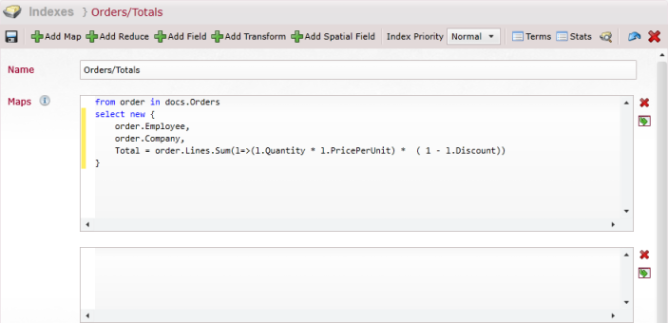 Indexes } Orders/Totals
Add Map Add Reduce Add Field Add Transform Add Spatial Field Index Priority Normal Terms Stats
Name Orders/Totals
Maps
from order in docs.Orders
select new {
order.Employee,
order.Company,
Total = order.Lines.Sum(l=>(l.Quantity * l.PricePerUnit) * ( 1 - l.Discount))
}